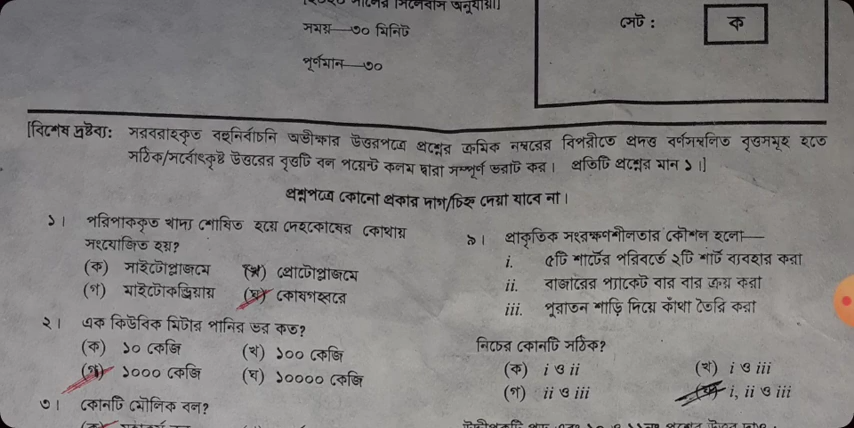 সময়—৩০ মিনিট
পূর্ণমান—৩০
সেট : ক
[বিশেষ দ্রষ্টব্য: সরবরাহকৃত বহুনির্বাচনি অভীক্ষার উত্তরপত্রে প্রশ্নের ক্রমিক নম্বরের বিপরীতে প্রদত্ত বর্ণসম্বলিত বৃত্তসমূহ হতে
সঠিক/সর্বোৎকৃষ্ট উত্তরের বৃত্তটি বল পয়েন্ট কলম দ্বারা সম্পূর্ণ ভরাট কর। প্রতিটি প্রশ্নের মান ১।]
প্রশ্নপত্রে কোনো প্রকার দাগ/চিহ্ন দেয়া যাবে না।
১। পরিপাককৃত খাদ্য শোষিত হয়ে দেহকোষের কোথায়
সংযোজিত হয়?
(ক) সাইটোপ্লাজমে (খ) প্রোটোপ্লাজমে
(গ) মাইটোকন্ড্রিয়ায় (ঘ) কোষগহ্বরে
২। এক কিউবিক মিটার পানির ভর কত?
(ক) ১০ কেজি (খ) ১০০ কেজি
(গ) ১০০০ কেজি (ঘ) ১০০০০ কেজি
৩। কোনটি মৌলিক বল?
৯। প্রাকৃতিক সংরক্ষণশীলতার কৌশল হলো—
i. ৫টি শার্টের পরিবর্তে ২টি শার্ট ব্যবহার করা
ii. বাজারের প্যাকেট বার বার ক্রয় করা
iii. পুরাতন শাড়ি দিয়ে কাঁথা তৈরি করা
নিচের কোনটি সঠিক?
(ক) i ও ii (খ) i ও iii
(গ) ii ও iii (ঘ) i, ii ও iii